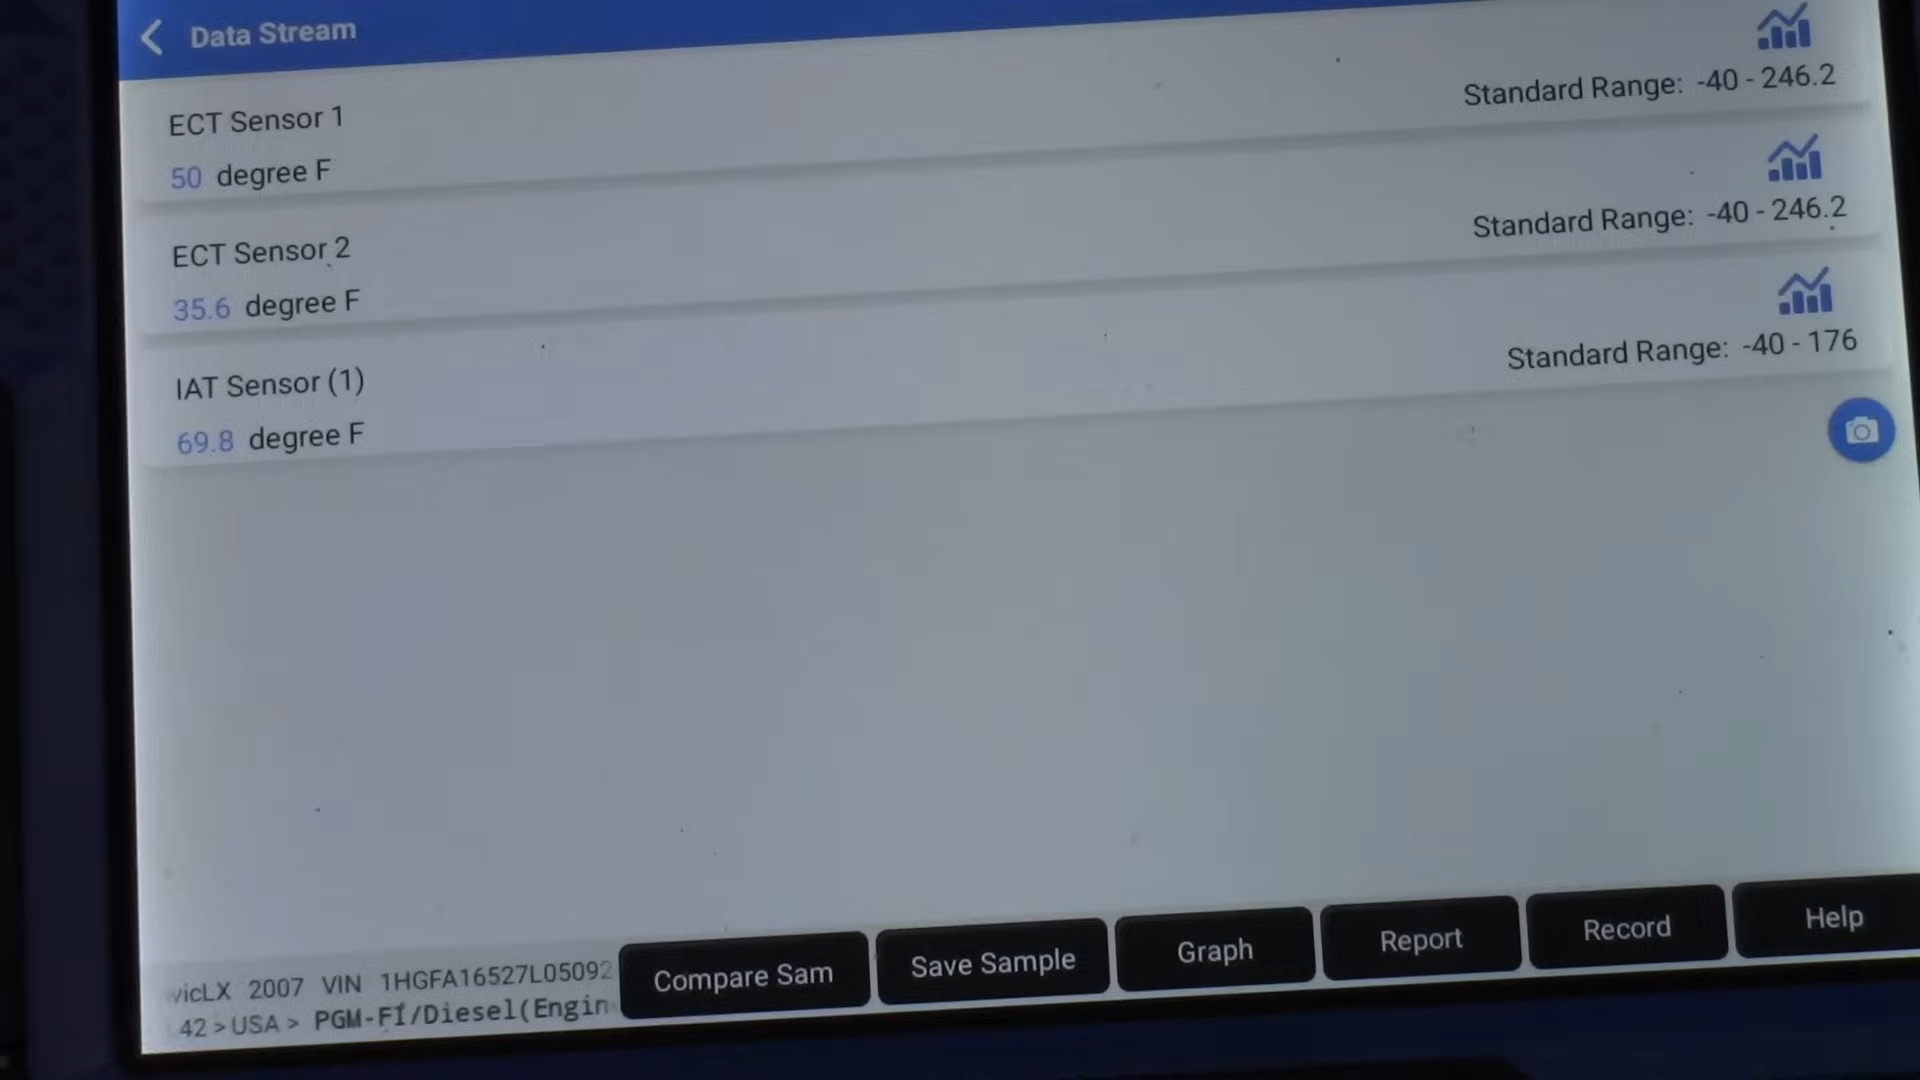 Data Stream
ECT Sensor 1
Standard Range: -40 - 246.2
50 degree F
ECT Sensor 2
Standard Range: -40 - 246.2
35.6 degree F
IAT Sensor (1)
Standard Range: -40 - 176
69.8 degree F
vicLX 2007 VIN 1HGFA16527L05092
42 > USA > PGM-FI/Diesel(Engin
Compare Sam
Save Sample
Graph
Report
Record
Help